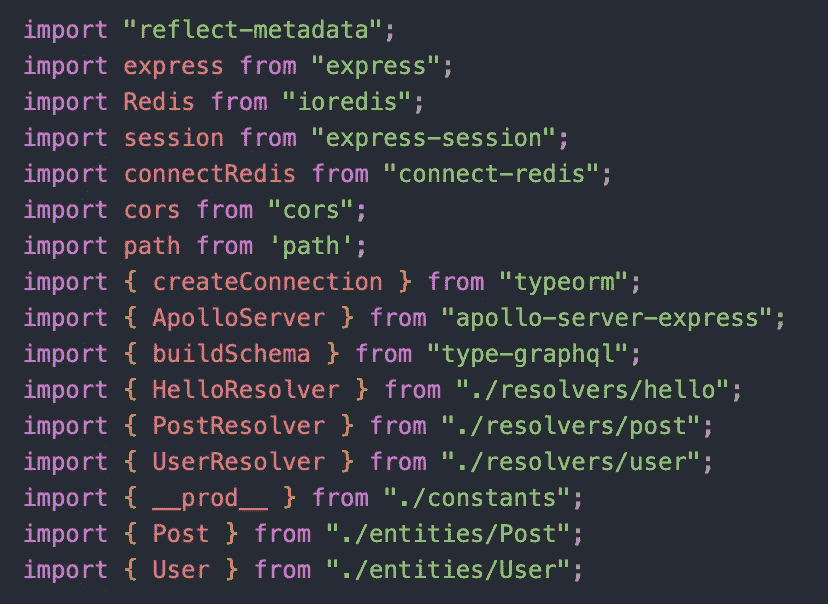 import "reflect-metadata";
import express from "express";
import Redis from "ioredis";
import session from "express-session";
import connectRedis from "connect-redis";
import cors from "cors";
import path from 'path';
import { createConnection } from "typeorm";
import { ApolloServer } from "apollo-server-express";
import { buildSchema } from "type-graphql";
import { HelloResolver } from "./resolvers/hello";
import { PostResolver } from "./resolvers/post";
import { UserResolver } from "./resolvers/user";
import { __prod__ } from "./constants";
import { Post } from "./entities/Post";
import { User } from "./entities/User";